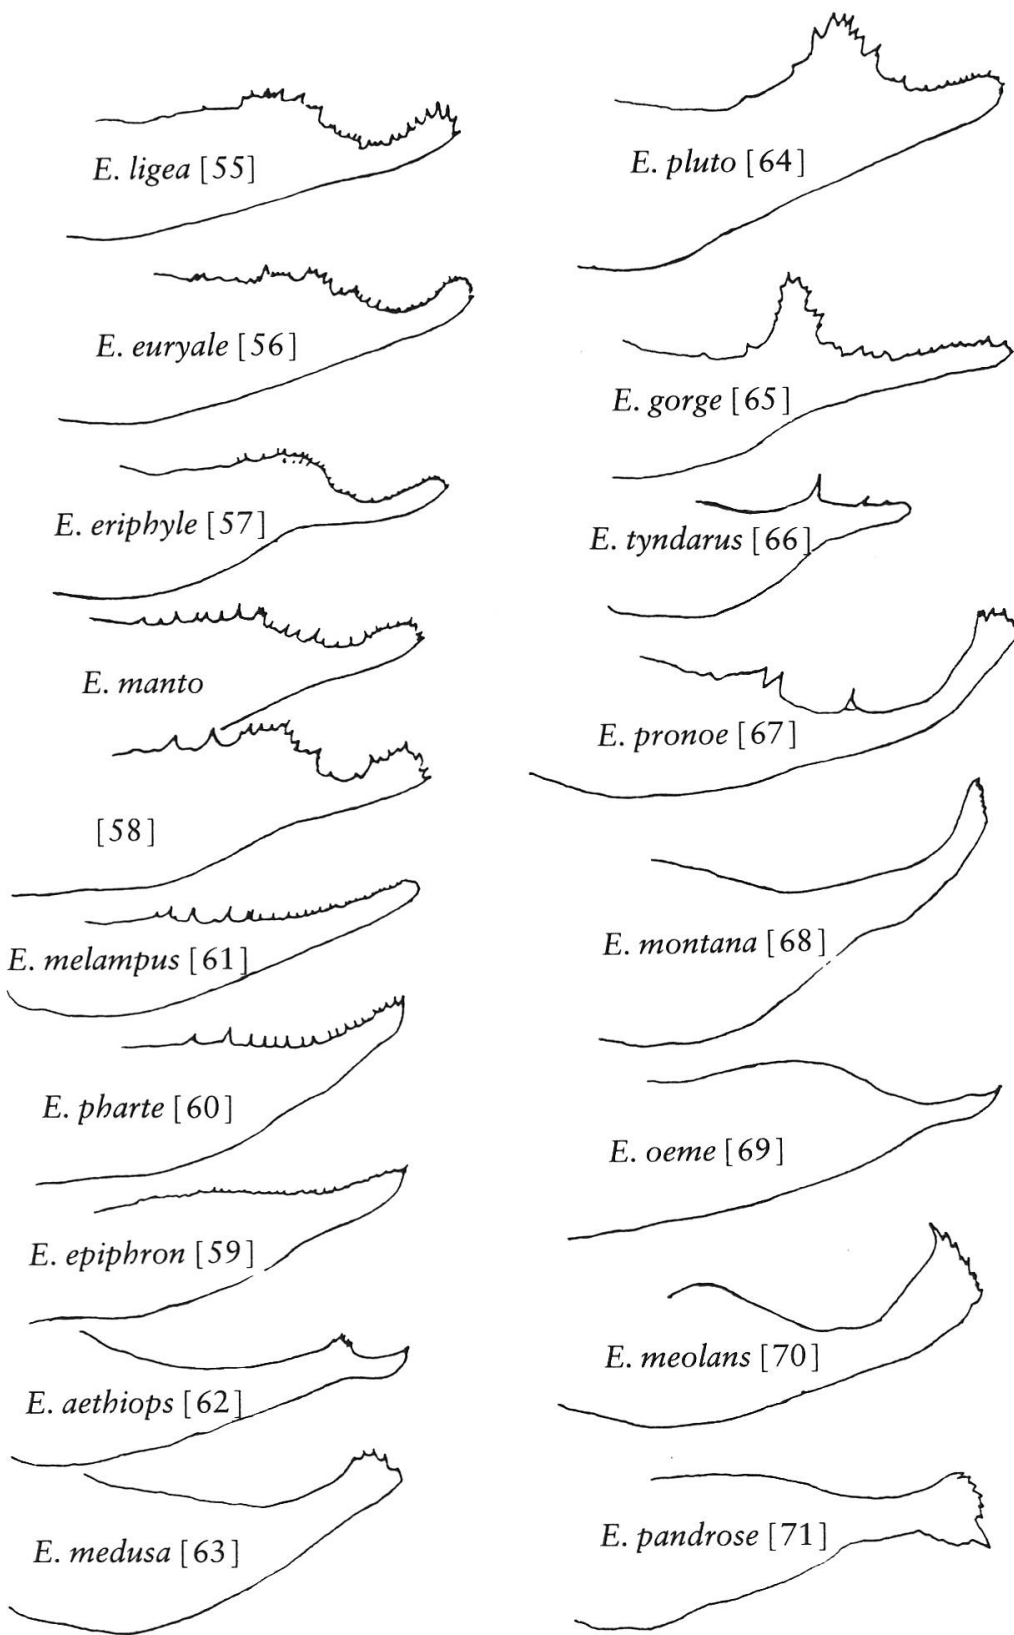 E. ligea [55]
E. euryale [56]
E. eriphyle [57]
E. manto
[58]
E. melampus [61]
E. pharte [60]
E. epiphron [59]
E. aethiops [62]
E. medusa [63]
E. pluto [64]
E. gorge [65]
E. tyndarus [66]
E. pronoe [67]
E. montana [68]
E. oeme [69]
E. meolans [70]
E. pandrose [71]